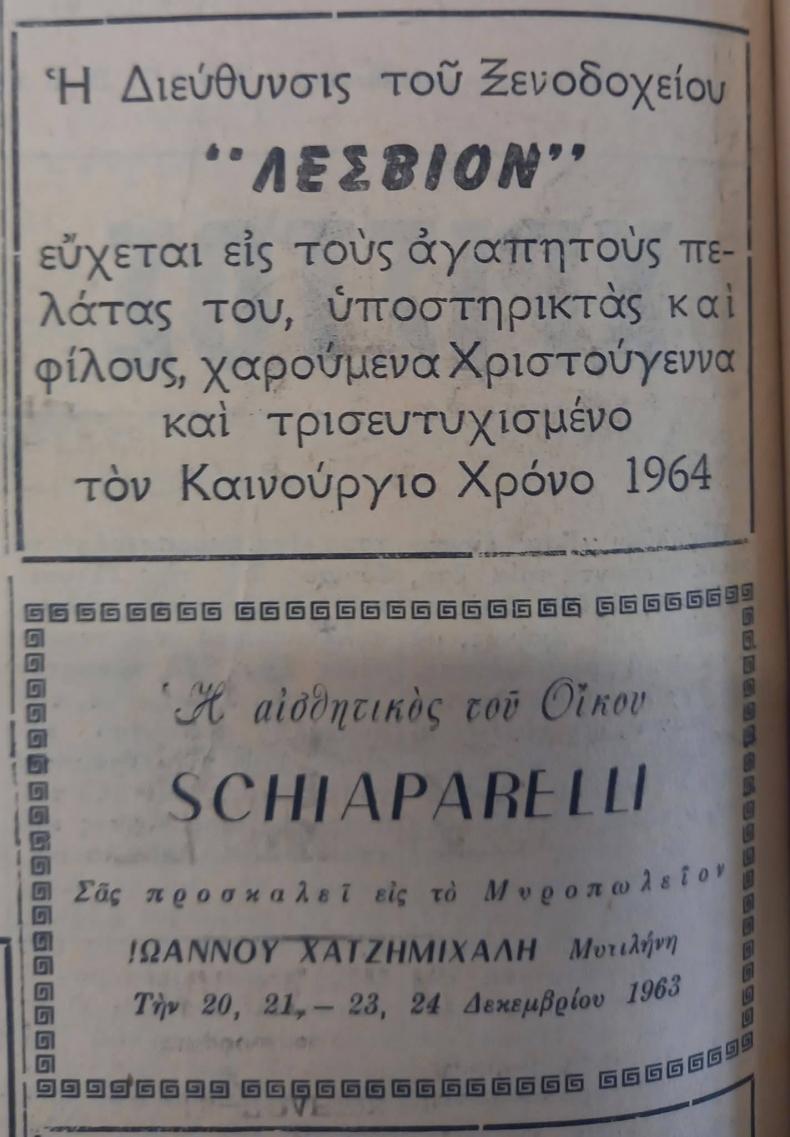 Ἡ Διεύθυνσις τοῦ Ξενοδοχείου
“ΛΕΣΒΙΟΝ”
εὔχεται εἰς τοὺς ἀγαπητοὺς πε-
λάτας του, ὑποστηρικτὰς καὶ
φίλους, χαρούμενα Χριστούγεννα
καὶ τρισευτυχισμένο
τὸν Καινούργιο Χρόνο 1964
Ἡ αἰσθητικὸς τοῦ Οἴκου
SCHIAPARELLI
Σᾶς προσκαλεῖ εἰς τὸ Μυροπωλεῖον
ἸΩΑΝΝΟΥ ΧΑΤΖΗΜΙΧΑΛΗ Μυτιλήνη
Τὴν 20, 21, — 23, 24 Δεκεμβρίου 1963